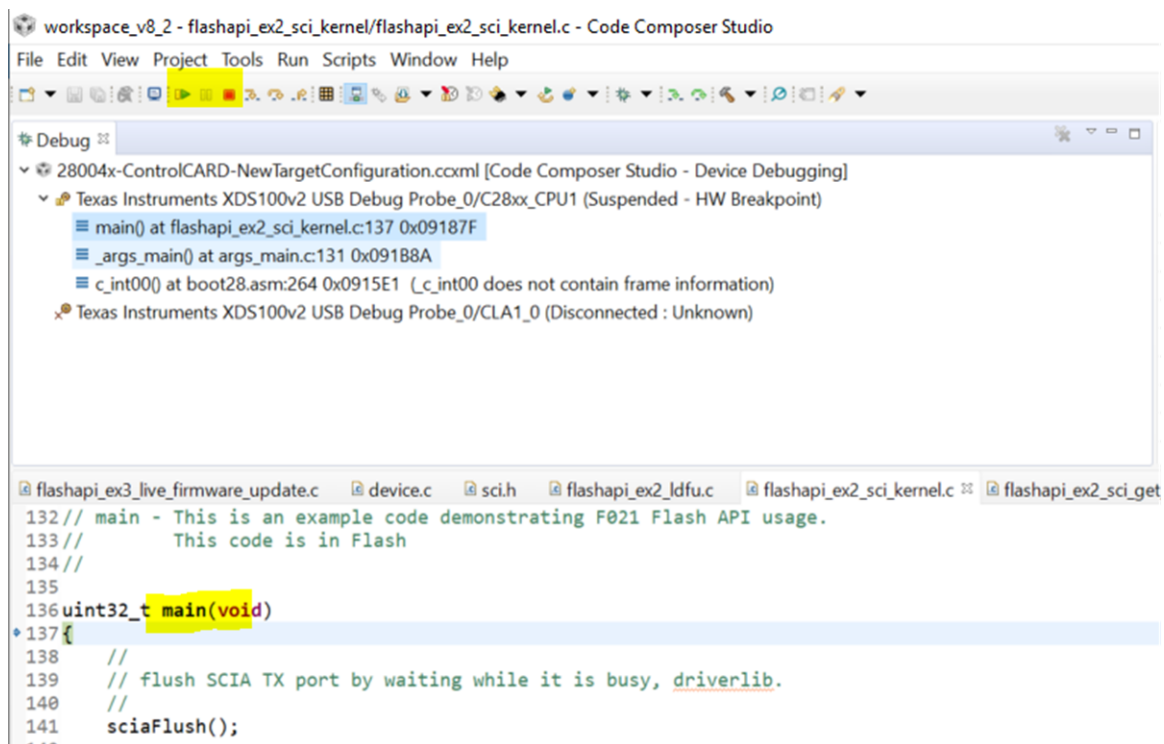 workspace_v8_2 - flashapi_ex2_sci_kernel/flashapi_ex2_sci_kernel.c - Code Composer Studio
File Edit View Project Tools Run Scripts Window Help
Debug
28004x-ControlCARD-NewTargetConfiguration.ccxml [Code Composer Studio - Device Debugging]
Texas Instruments XDS100v2 USB Debug Probe_0/C28xx_CPU1 (Suspended - HW Breakpoint)
main() at flashapi_ex2_sci_kernel.c:137 0x09187F
_args_main() at args_main.c:131 0x091B8A
c_int00() at boot28.asm:264 0x0915E1 (_c_int00 does not contain frame information)
Texas Instruments XDS100v2 USB Debug Probe_0/CLA1_0 (Disconnected : Unknown)
flashapi_ex3_live_firmware_update.c device.c sci.h flashapi_ex2_ldfu.c flashapi_ex2_sci_kernel.c flashapi_ex2_sci_get
132 // main - This is an example code demonstrating F021 Flash API usage.
133 // This code is in Flash
134 //
135
136 uint32_t main(void)
137 {
138 //
139 // flush SCIA TX port by waiting while it is busy, driverlib.
140 //
141 sciaFlush();